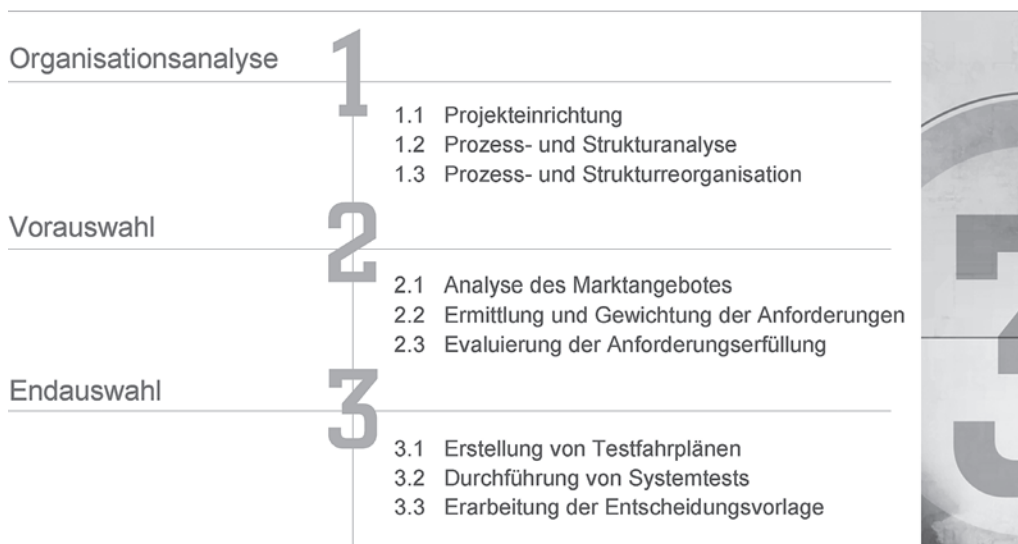 Organisationsanalyse
1
1.1 Projekteinrichtung
1.2 Prozess- und Strukturanalyse
1.3 Prozess- und Strukturreorganisation
Vorauswahl
2
2.1 Analyse des Marktangebotes
2.2 Ermittlung und Gewichtung der Anforderungen
2.3 Evaluierung der Anforderungserfüllung
Endauswahl
3
3.1 Erstellung von Testfahrplänen
3.2 Durchführung von Systemtests
3.3 Erarbeitung der Entscheidungsvorlage
3